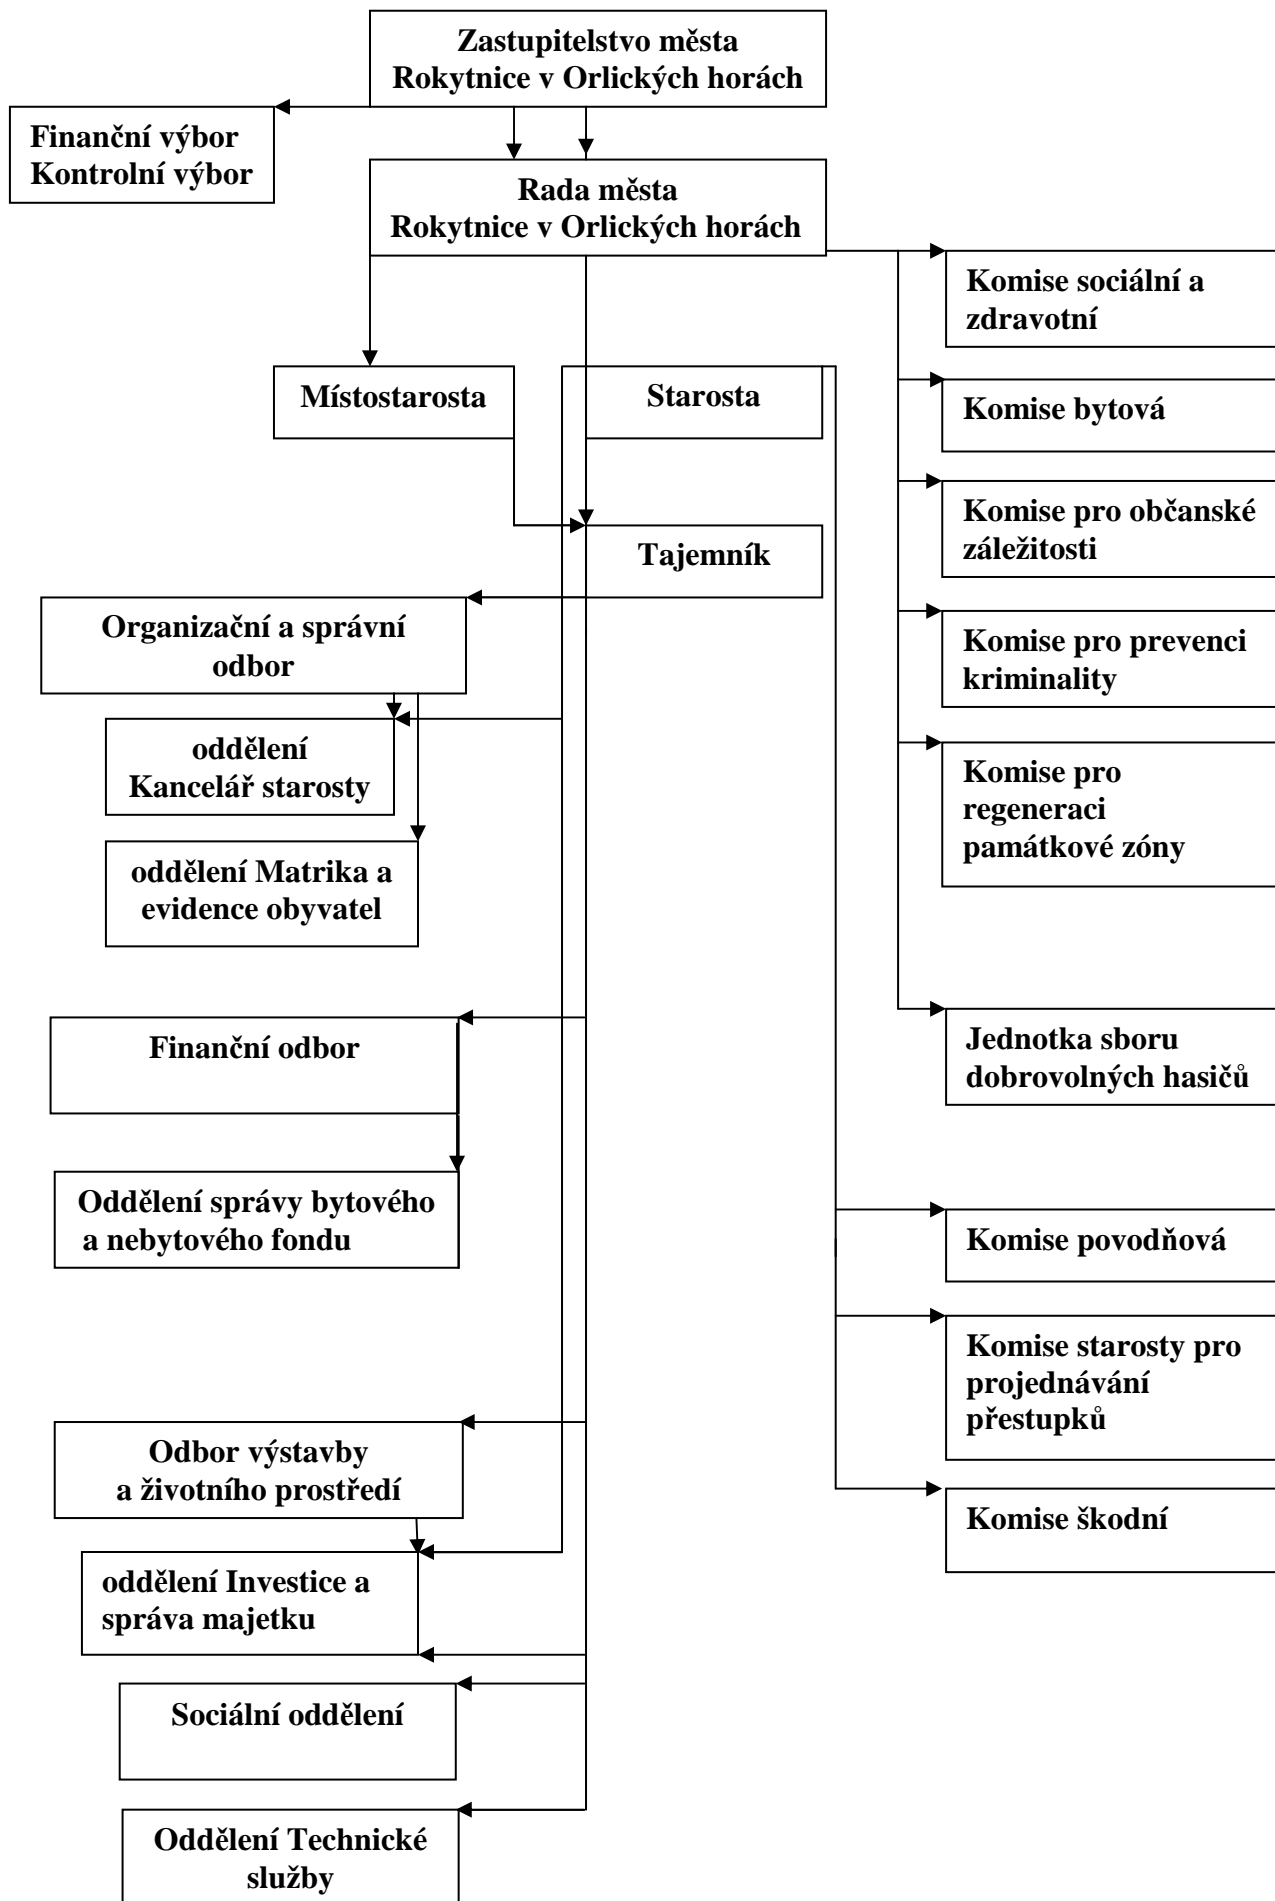 Zastupitelstvo města
Rokytnice v Orlických horách
Finanční výbor
Kontrolní výbor
Rada města
Rokytnice v Orlických horách
Komise sociální a
zdravotní
Místostarosta
Starosta
Komise bytová
Komise pro občanské
záležitosti
Tajemník
Organizační a správní
odbor
Komise pro prevenci
kriminality
oddělení
Kancelář starosty
Komise pro
regeneraci
památkové zóny
oddělení Matrika a
evidence obyvatel
Finanční odbor
Jednotka sboru
dobrovolných hasičů
Oddělení správy bytového
a nebytového fondu
Komise povodňová
Komise starosty pro
projednávání
přestupků
Odbor výstavby
a životního prostředí
Komise škodní
oddělení Investice a
správa majetku
Sociální oddělení
Oddělení Technické
služby